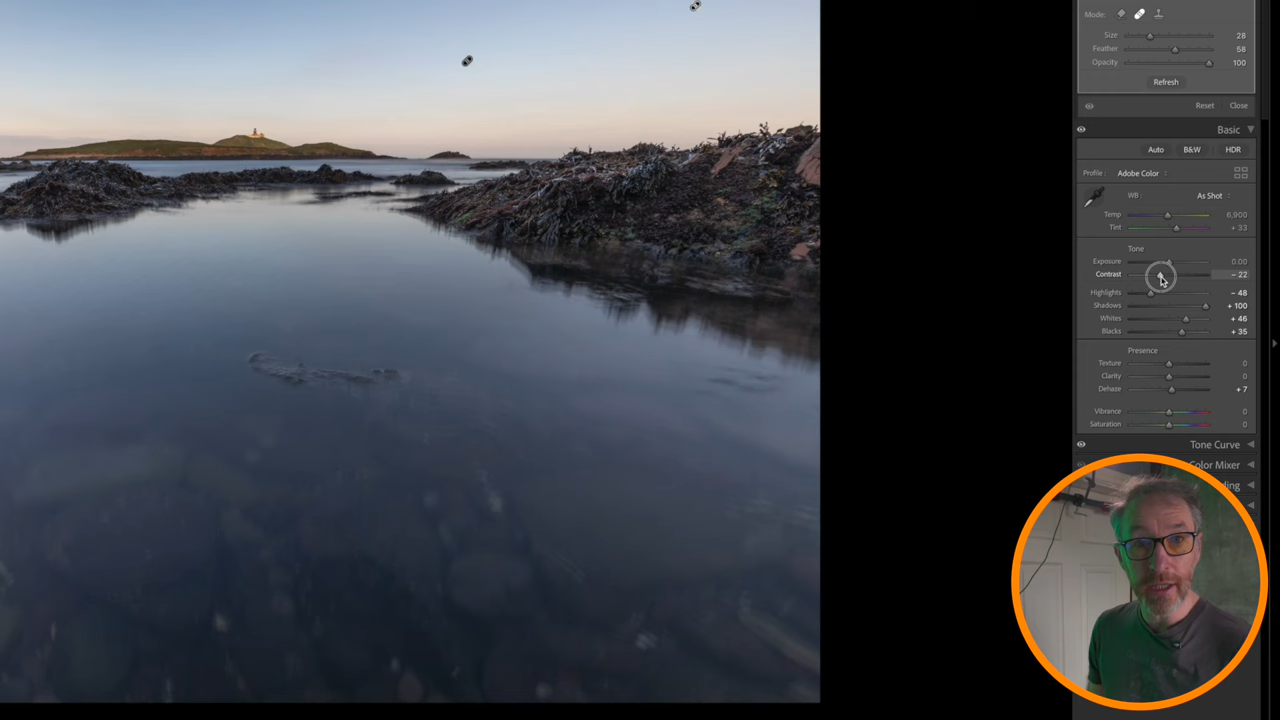 Mode:
Size 28
Feather 58
Opacity 100
Refresh
Reset Close
Basic
Auto B&W HDR
Profile: Adobe Color
WB: As Shot
Temp 6,900
Tint + 33
Tone
Exposure 0.00
Contrast – 22
Highlights – 48
Shadows + 100
Whites + 46
Blacks + 35
Presence
Texture 0
Clarity 0
Dehaze + 7
Vibrance 0
Saturation 0
Tone Curve
Color Mixer